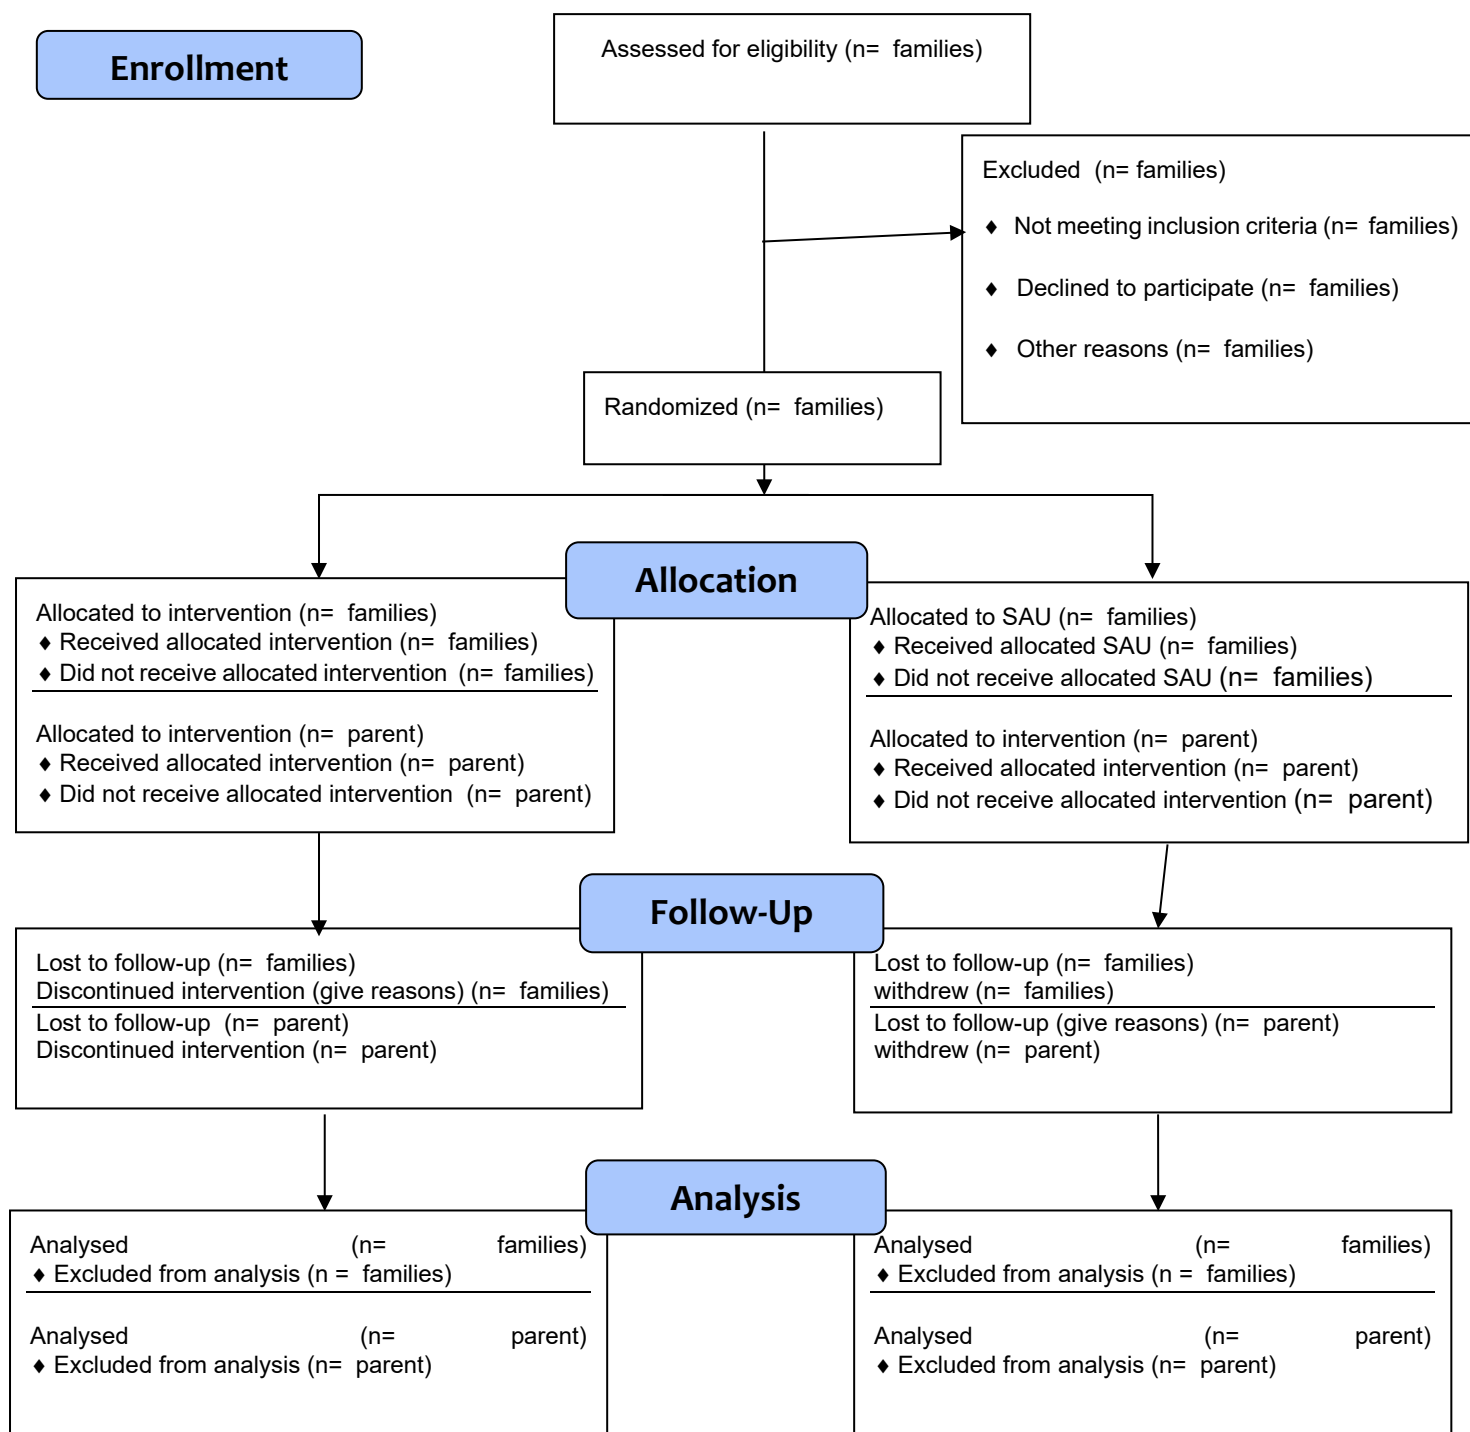 Enrollment
Assessed for eligibility (n=  families)
Excluded  (n= families)
♦ Not meeting inclusion criteria (n=  families)
♦ Declined to participate (n=  families)
♦ Other reasons (n=  families)
Randomized (n=  families)
Allocation
Allocated to intervention (n=  families)
♦ Received allocated intervention (n=  families)
♦ Did not receive allocated intervention  (n=  families)
Allocated to intervention (n=  parent)
♦ Received allocated intervention (n=  parent)
♦ Did not receive allocated intervention  (n=  parent)
Allocated to SAU (n=  families)
♦ Received allocated SAU (n=  families)
♦ Did not receive allocated SAU (n=  families)
Allocated to intervention (n=  parent)
♦ Received allocated intervention (n=  parent)
♦ Did not receive allocated intervention (n=  parent)
Follow-Up
Lost to follow-up (n=  families)
Discontinued intervention (give reasons) (n=  families)
Lost to follow-up  (n=  parent)
Discontinued intervention (n=  parent)
Lost to follow-up (n=  families)
withdrew (n=  families)
Lost to follow-up (give reasons) (n=  parent)
withdrew (n=  parent)
Analysis
Analysed (n= families)
♦ Excluded from analysis (n =  families)
Analysed (n= parent)
♦ Excluded from analysis (n=  parent)
Analysed (n= families)
♦ Excluded from analysis (n =  families)
Analysed (n= parent)
♦ Excluded from analysis (n=  parent)